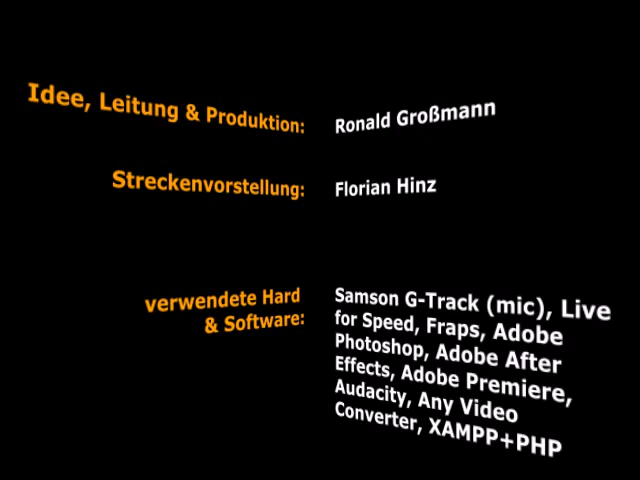 Idee, Leitung & Produktion: Ronald Großmann
Streckenvorstellung: Florian Hinz
verwendete Hard
& Software:
Samson G-Track (mic), Live
for Speed, Fraps, Adobe
Photoshop, Adobe After
Effects, Adobe Premiere,
Audacity, Any Video
Converter, XAMPP+PHP